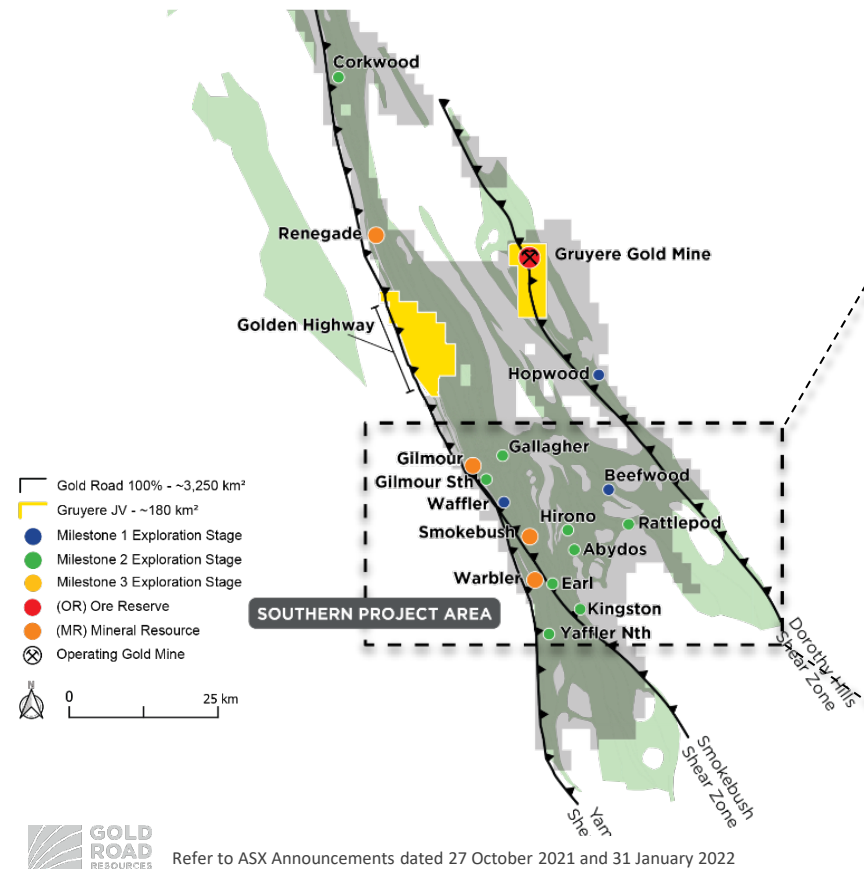 Corkwood
Renegade
Gruyere Gold Mine
Golden Highway
Hopwood
Gallagher
Gilmour
Gilmour Sth
Beefwood
Waffler
Hirono
Rattlepod
Smokebush
Abydos
Warbler
Earl
Kingston
Yaffler Nth
SOUTHERN PROJECT AREA
Dorothy Hills
Shear Zone
Smokebush
Shear Zone
Yam
She
Gold Road 100% - ~3,250 km²
Gruyere JV - ~180 km²
Milestone 1 Exploration Stage
Milestone 2 Exploration Stage
Milestone 3 Exploration Stage
(OR) Ore Reserve
(MR) Mineral Resource
Operating Gold Mine
N
0
25 km
GOLD
ROAD
RESOURCES
Refer to ASX Announcements dated 27 October 2021 and 31 January 2022